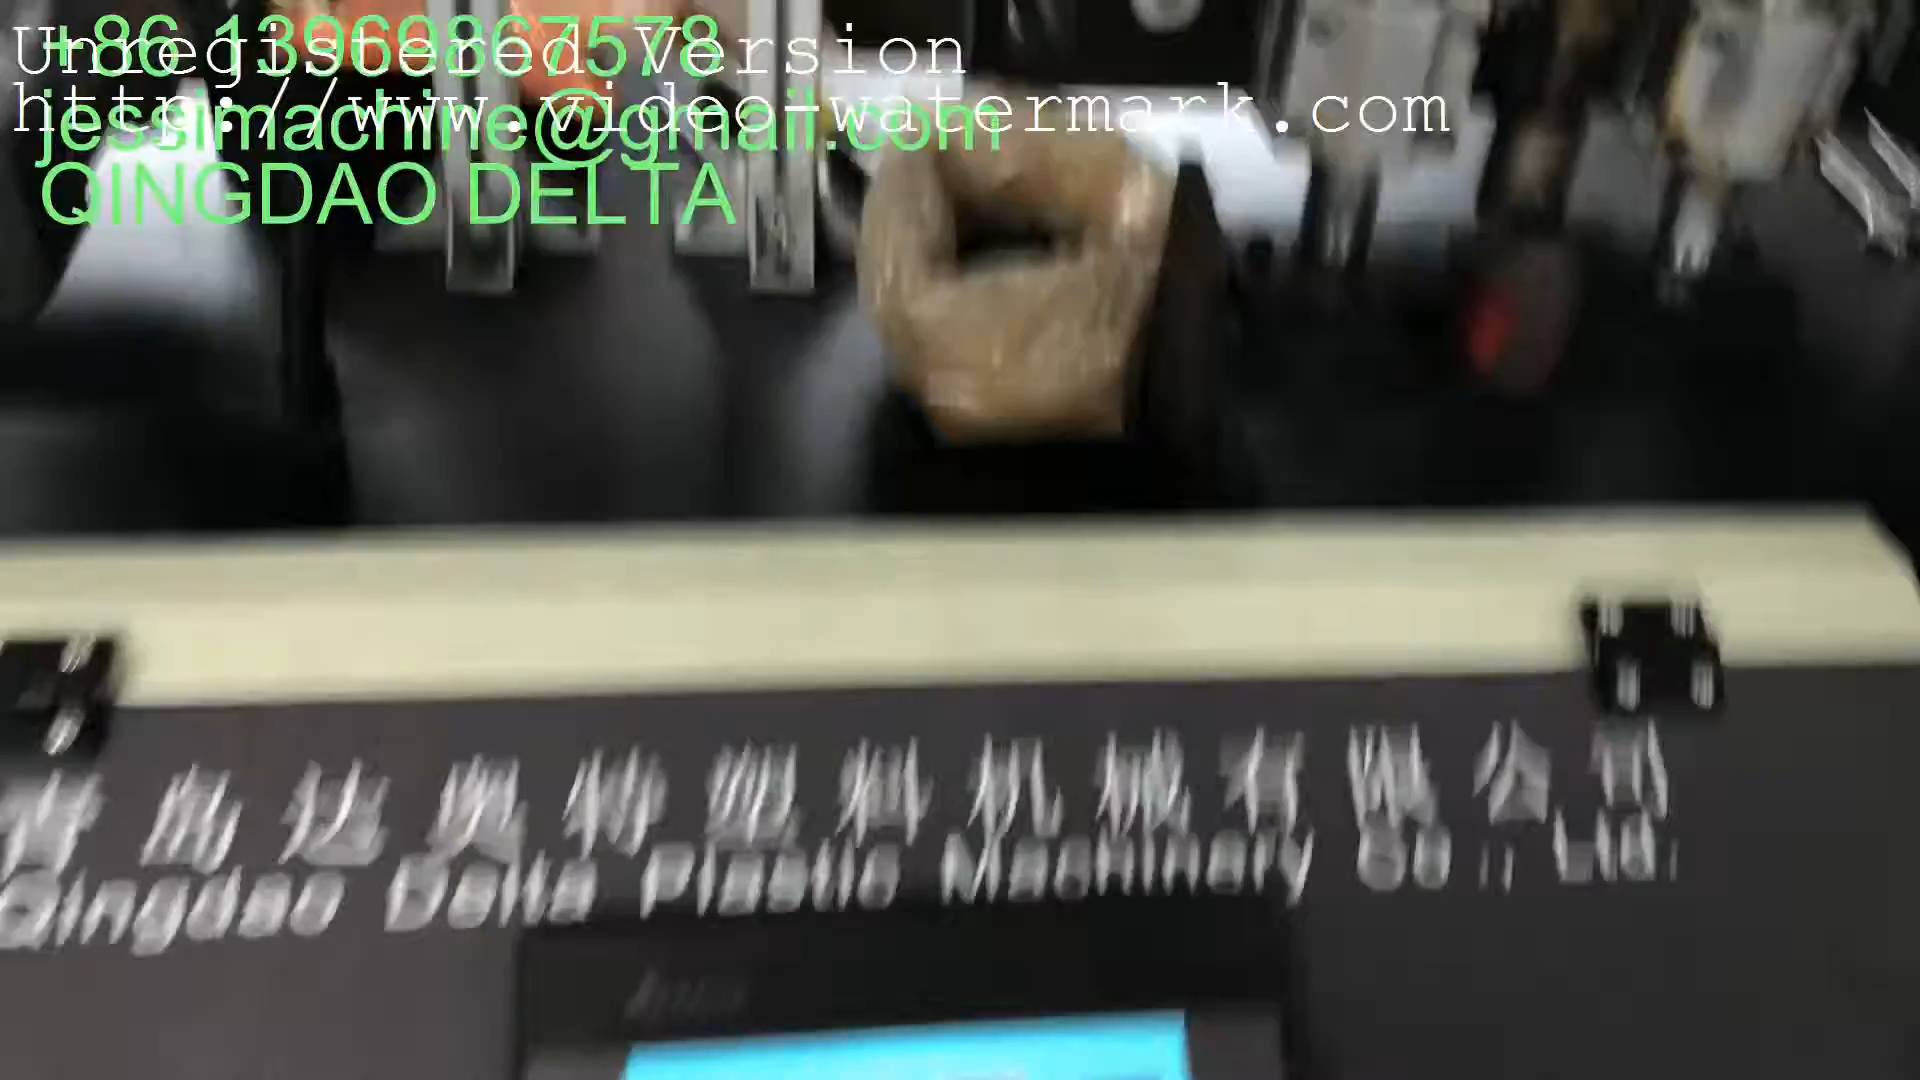 Unregistered Version
+86 13969867578
http://www.video-watermark.com
jessimachine@gmail.com
QINGDAO DELTA
青岛达奥特塑料机械有限公司
Qingdao Delta Plastic Machinery Co., Ltd.